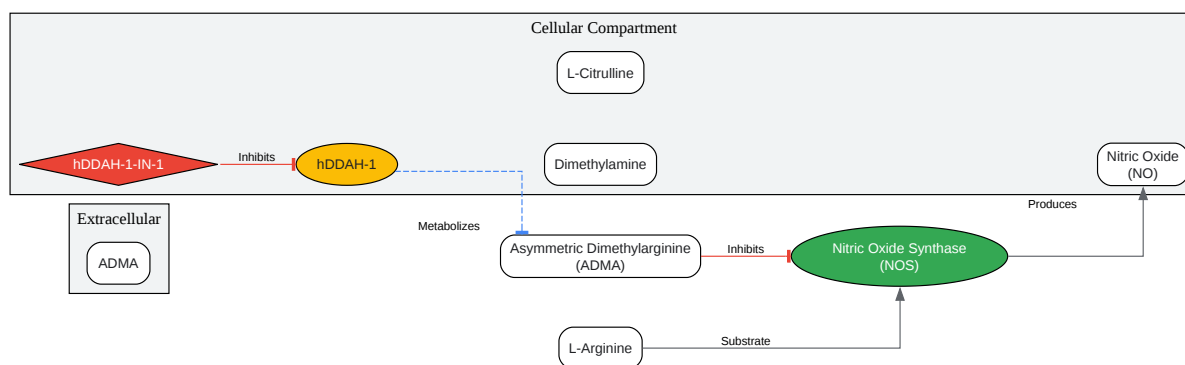 Cellular Compartment
L-Citrulline
hDDAH-1-IN-1
Inhibits
hDDAH-1
Dimethylamine
Nitric Oxide
(NO)
Extracellular
ADMA
Metabolizes
Asymmetric Dimethylarginine
(ADMA)
Inhibits
Nitric Oxide Synthase
(NOS)
Produces
L-Arginine
Substrate